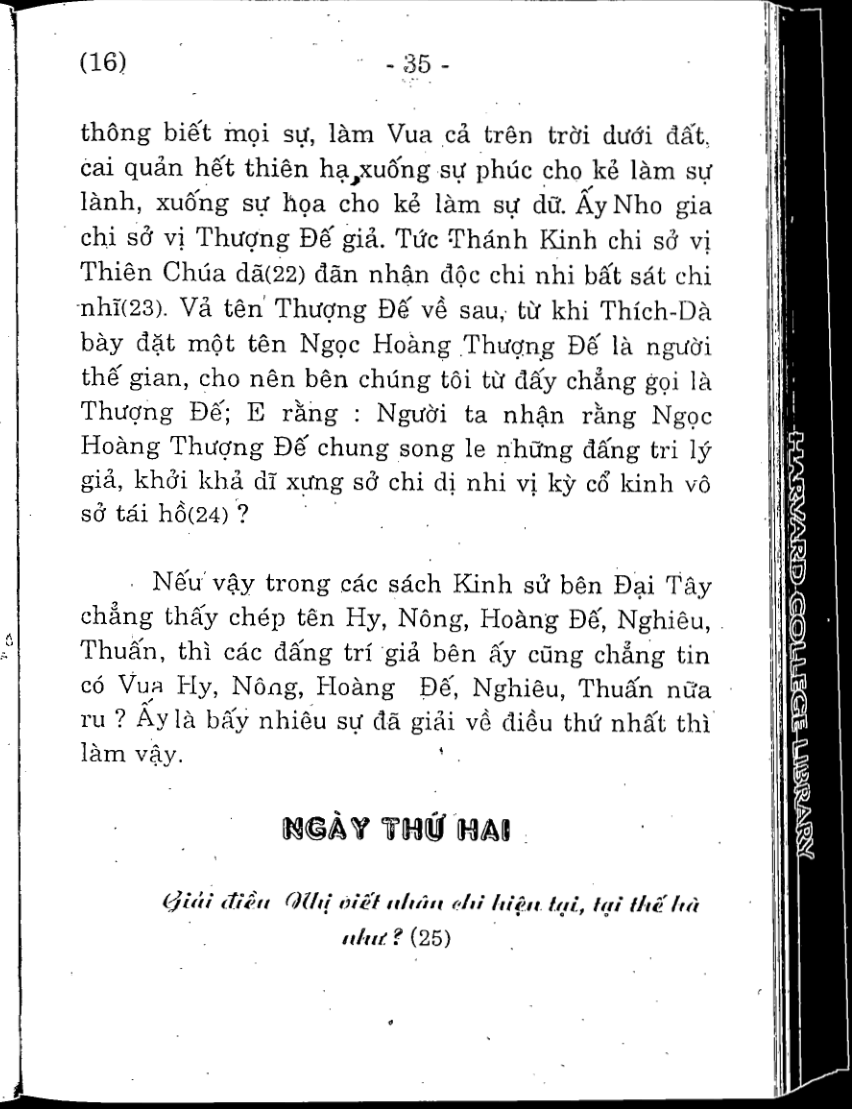 (16)
- 35 -
thông biết mọi sự, làm Vua cả trên trời dưới đất,
cai quản hết thiên hạ, xuống sự phúc cho kẻ làm sự
lành, xuống sự họa cho kẻ làm sự dữ. Ấy Nho gia
chi sở vị Thượng Đế giả. Tức Thánh Kinh chi sở vị
Thiên Chúa dã(22) đãn nhận độc chi nhi bất sát chi
nhĩ(23). Vả tên Thượng Đế về sau, từ khi Thích-Dà
bày đặt một tên Ngọc Hoàng Thượng Đế là người
thế gian, cho nên bên chúng tôi từ đấy chẳng gọi là
Thượng Đế; E rằng : Người ta nhận rằng Ngọc
Hoàng Thượng Đế chung song le những đấng tri lý
giả, khởi khả dĩ xưng sở chi dị nhi vị kỳ cổ kinh vô
sở tái hồ(24) ?
Nếu vậy trong các sách Kinh sử bên Đại Tây
chẳng thấy chép tên Hy, Nông, Hoàng Đế, Nghiêu,
Thuấn, thì các đấng trí giả bên ấy cũng chẳng tin
có Vua Hy, Nông, Hoàng Đế, Nghiêu, Thuấn nữa
ru ? Ấy là bấy nhiêu sự đã giải về điều thứ nhất thì
làm vậy.
NGÀY THỨ HAI
Giải điều Nhị viết nhân chi hiện tại, tại thế hà
như ? (25)
HARVARD COLLEGE LIBRARY